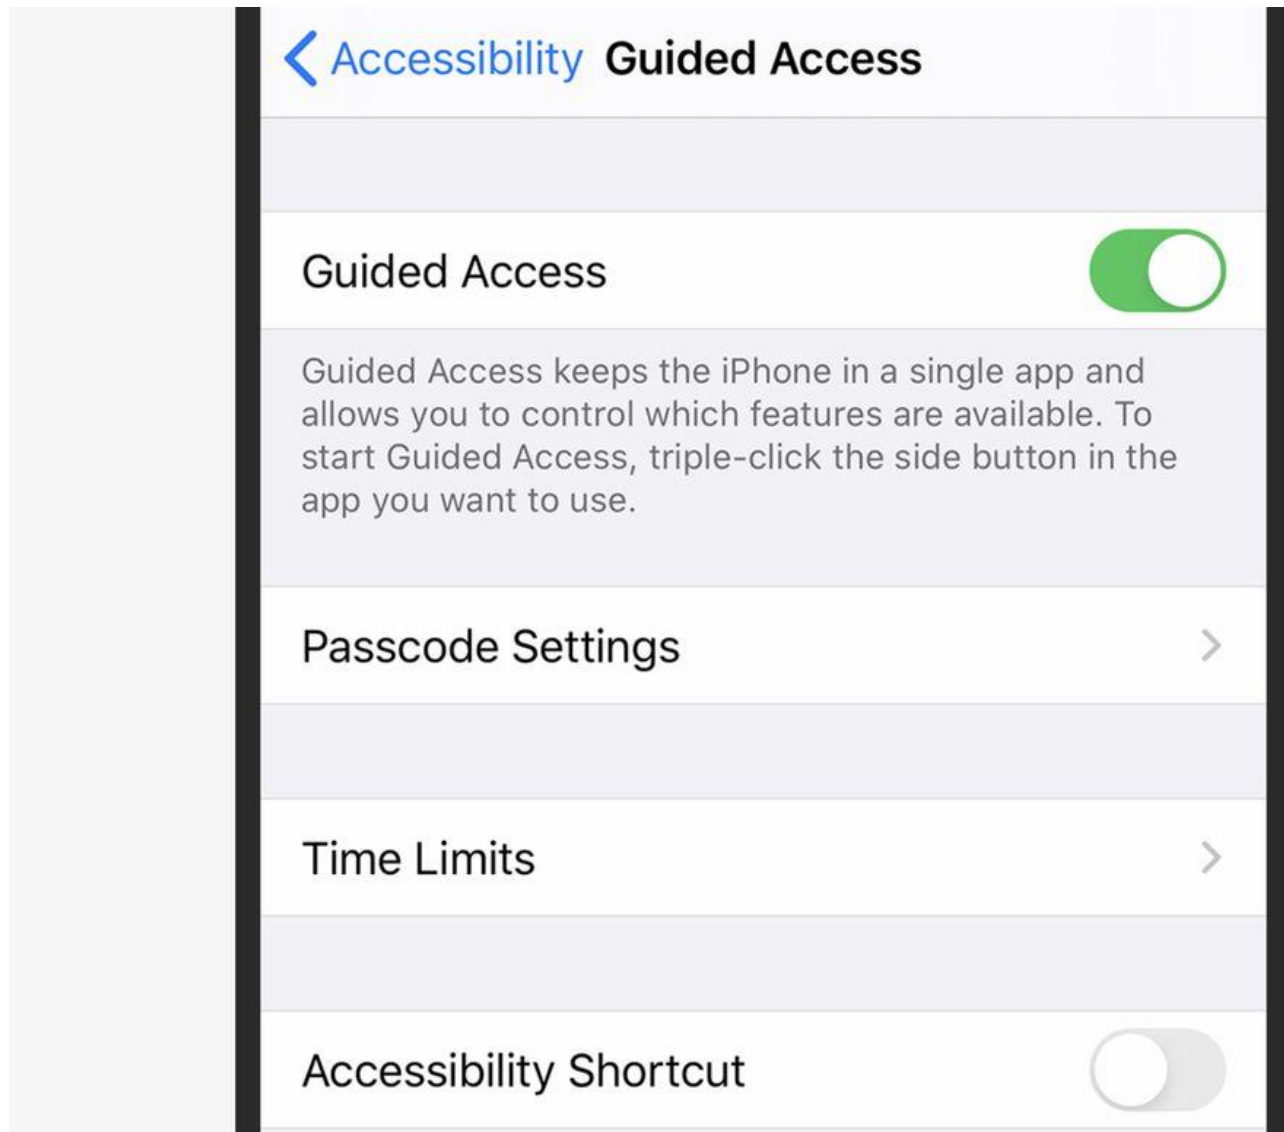 Accessibility Guided Access
Guided Access
Guided Access keeps the iPhone in a single app and
allows you to control which features are available. To
start Guided Access, triple-click the side button in the
app you want to use.
Passcode Settings
Time Limits
Accessibility Shortcut